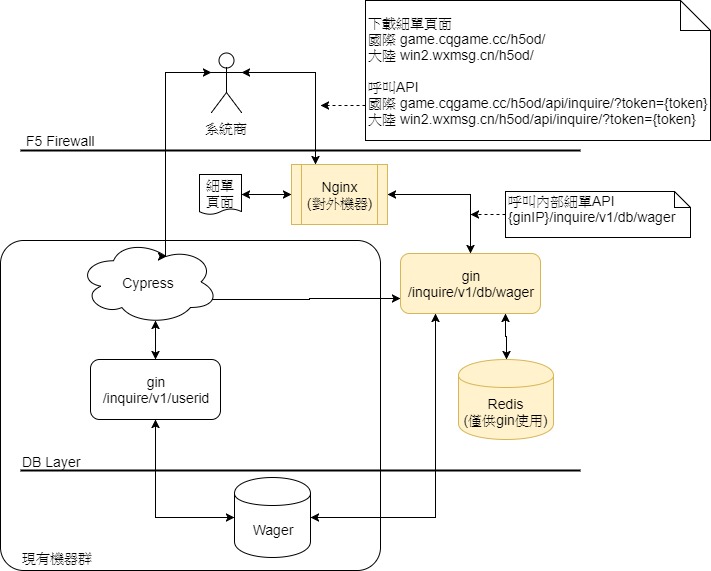 下載細單頁面
國際 game.cqgame.cc/h5od/
大陸 win2.wxmsg.cn/h5od/
呼叫API
國際 game.cqgame.cc/h5od/api/inquire/?token={token}
大陸 win2.wxmsg.cn/h5od/api/inquire/?token={token}
系統商
F5 Firewall
細單
頁面
Nginx
(對外機器)
呼叫內部細單API
{ginIP}/inquire/v1/db/wager
Cypress
gin
/inquire/v1/db/wager
gin
/inquire/v1/userid
Redis
(僅供gin使用)
DB Layer
Wager
現有機器群